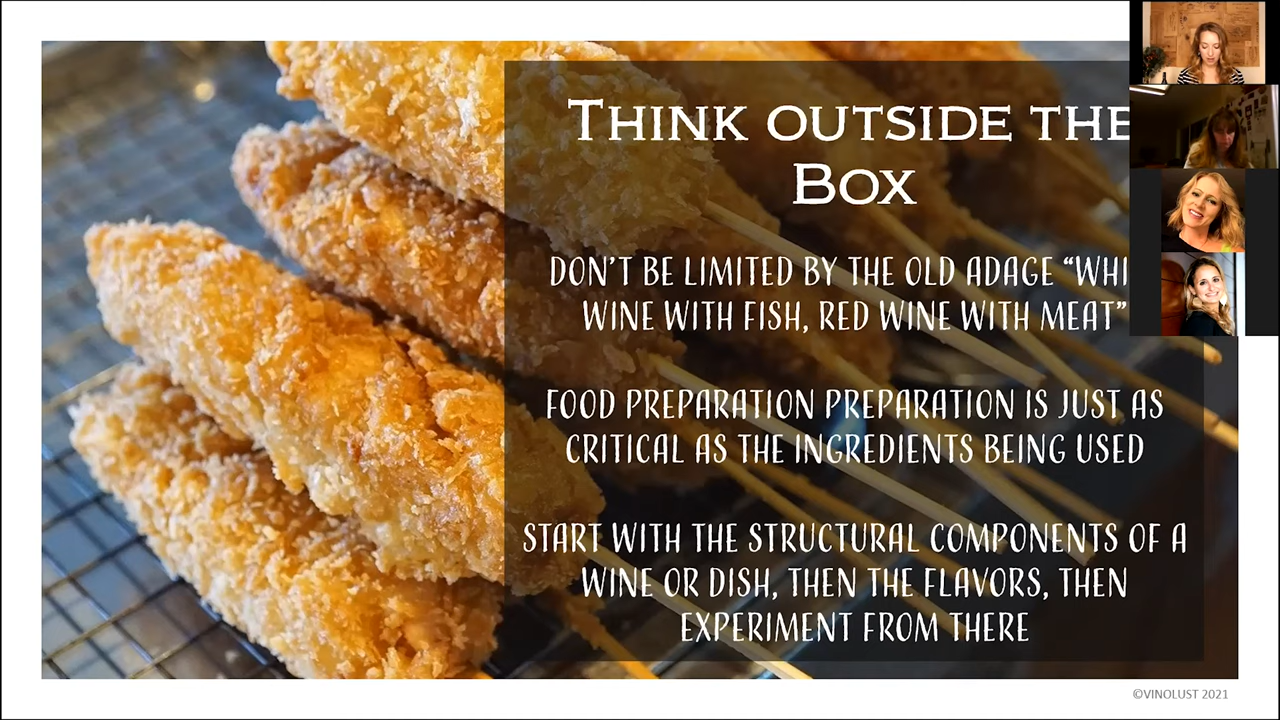 THINK OUTSIDE THE
BOX
DON'T BE LIMITED BY THE OLD ADAGE “WHI
WINE WITH FISH, RED WINE WITH MEAT”
FOOD PREPARATION PREPARATION IS JUST AS
CRITICAL AS THE INGREDIENTS BEING USED
START WITH THE STRUCTURAL COMPONENTS OF A
WINE OR DISH, THEN THE FLAVORS, THEN
EXPERIMENT FROM THERE
©VINOLUST 2021